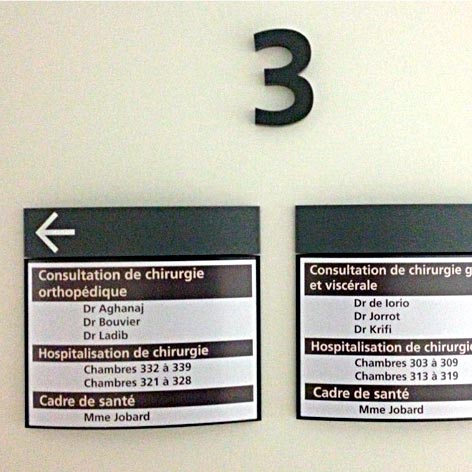 3
Consultation de chirurgie
orthopédique
Dr Aghanaj
Dr Bouvier
Dr Ladib
Hospitalisation de chirurgie
Chambres 332 à 339
Chambres 321 à 328
Cadre de santé
Mme Jobard
Consultation de chirurgie g
et viscérale
Dr de Iorio
Dr Jorrot
Dr Krifi
Hospitalisation de chirurgie
Chambres 303 à 309
Chambres 313 à 319
Cadre de santé
Mme Jobard